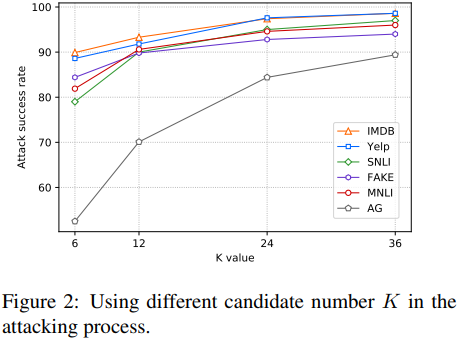 100
90
80
70
60
Attack success rate
IMDB
Yelp
SNLI
FAKE
MNLI
AG
6 12 24 36
K value
Figure 2: Using different candidate number K in the
attacking process.